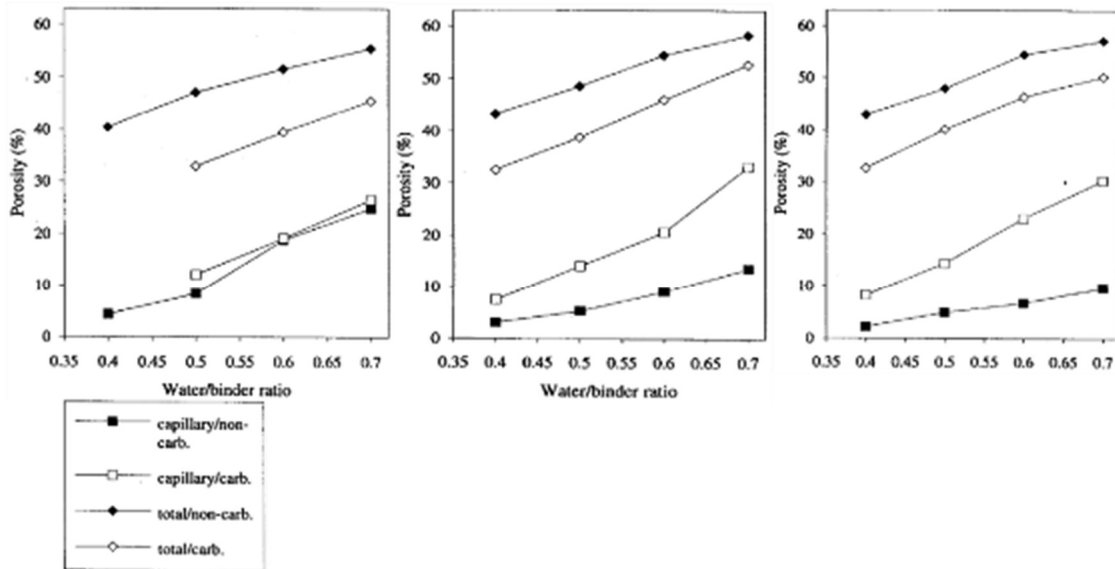 60
50
40
30
20
10
0
Porosity (%)
0.35 0.4 0.45 0.5 0.55 0.6 0.65 0.7
Water/binder ratio
60
50
40
30
20
10
0
Porosity (%)
0.35 0.4 0.45 0.5 0.55 0.6 0.65 0.7
Water/binder ratio
60
50
40
30
20
10
0
Porosity (%)
0.35 0.4 0.45 0.5 0.55 0.6 0.65 0.7
Water/binder ratio
capillary/non-
carb.
capillary/carb.
total/non-carb.
total/carb.